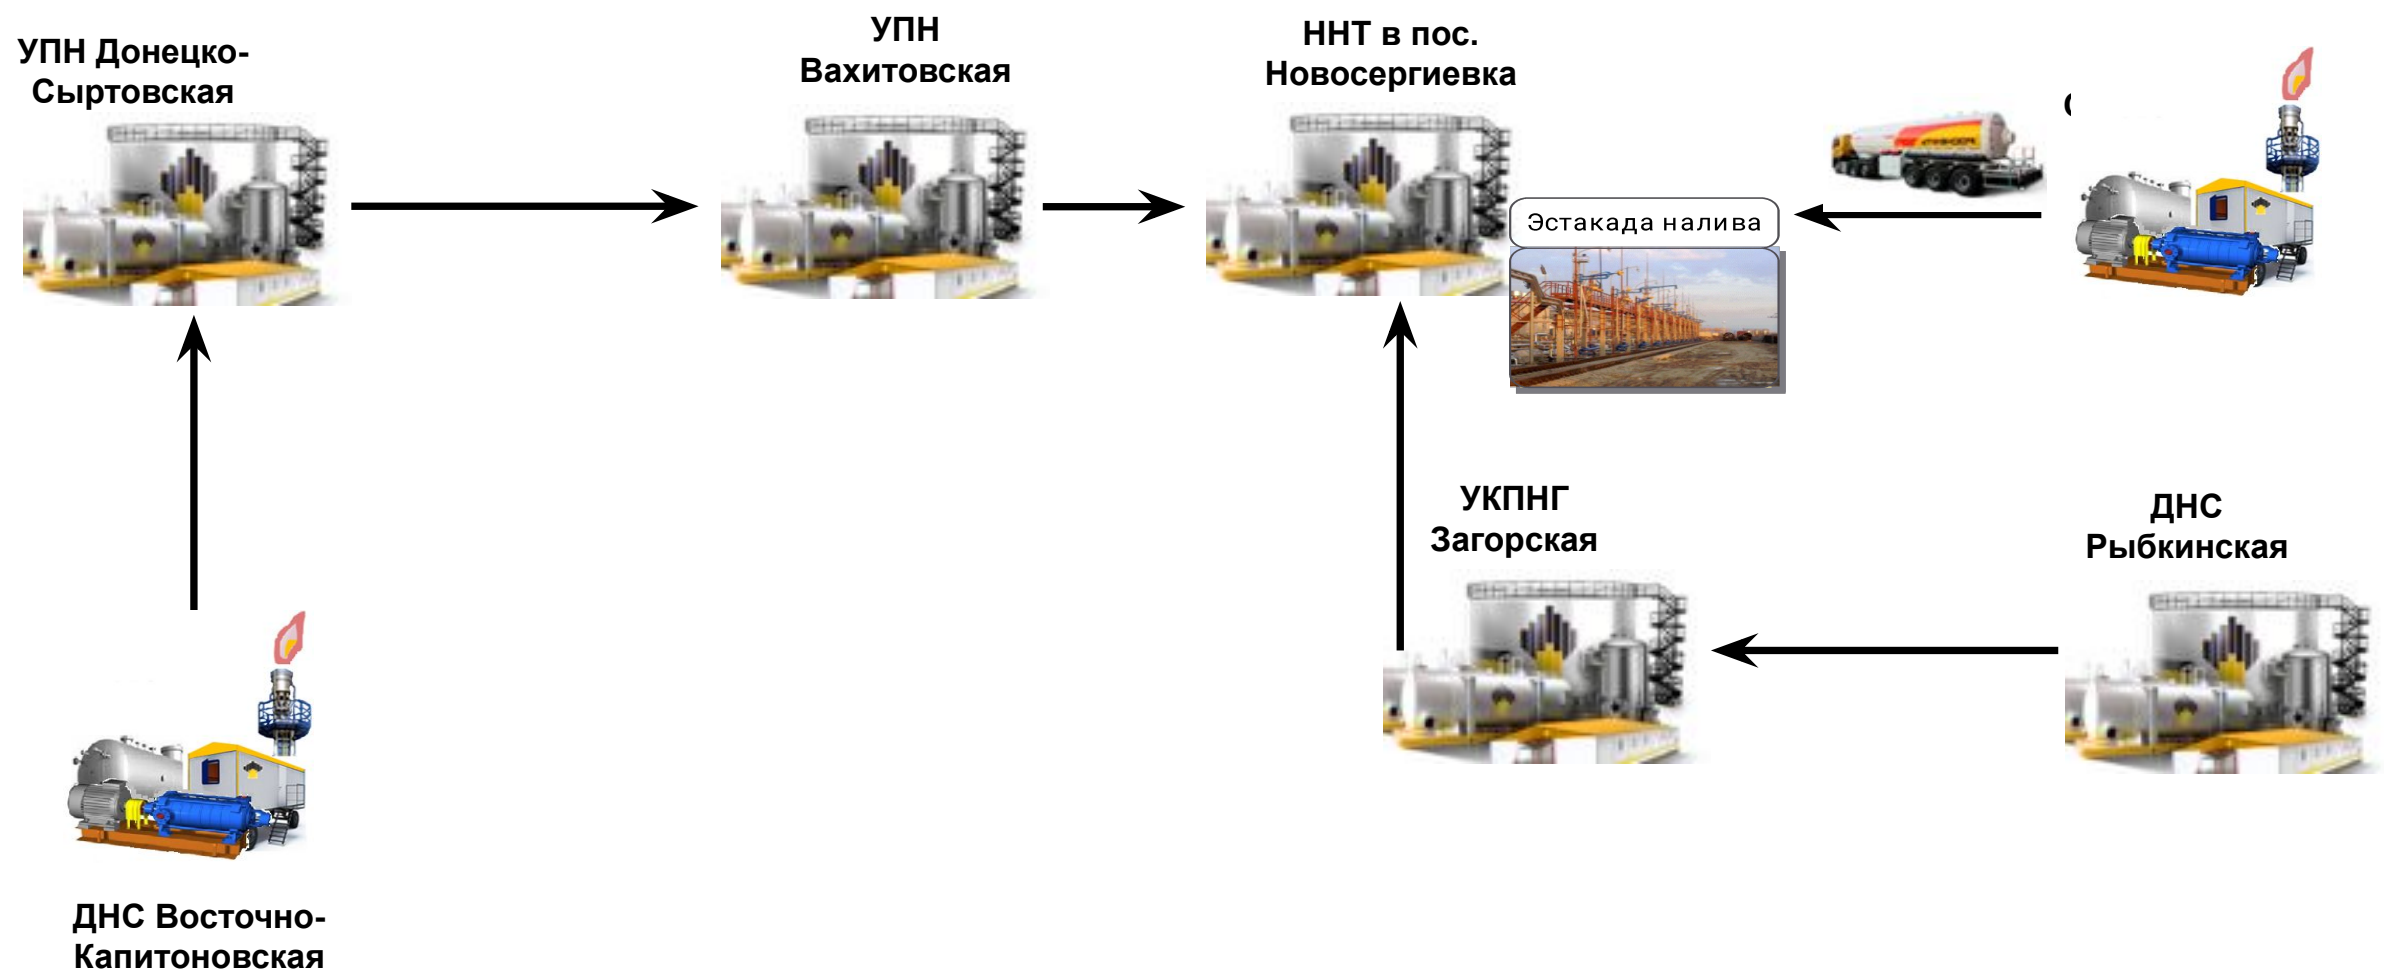 УПН Донецко-
Сыртовская
УПН
Вахитовская
ННТ в пос.
Новосергиевка
Эстакада налива
УКПНГ
Загорская
ДНС
Рыбкинская
ДНС Восточно-
Капитоновская